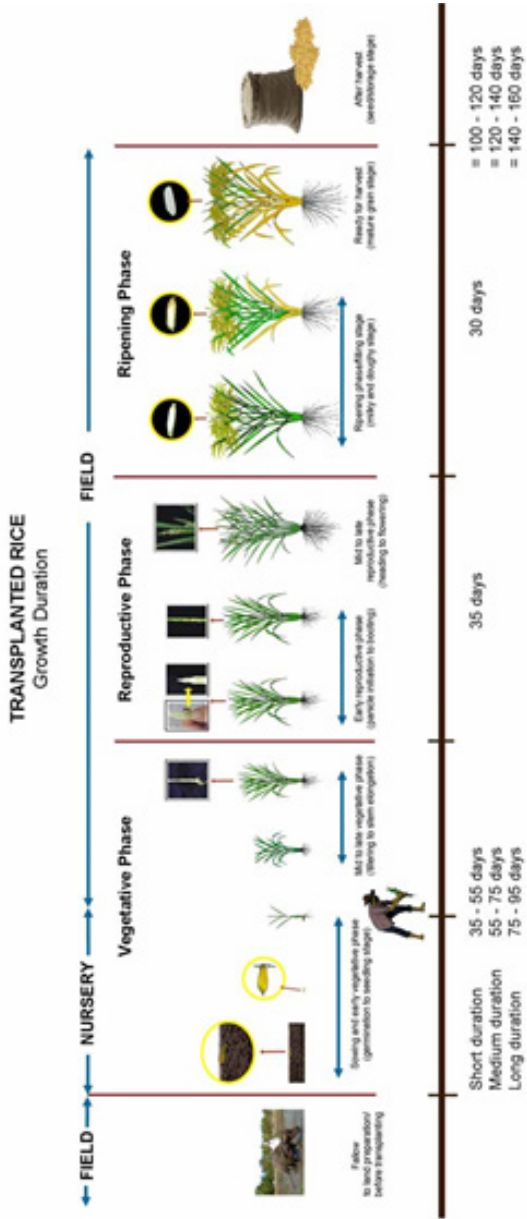 TRANSPLANTED RICE
Growth Duration
FIELD
NURSERY
FIELD
Vegetative Phase
Reproductive Phase
Ripening Phase
Fallow
to land preparation/
before transplanting
Sowing and early vegetative phase
(germination to seedling stage)
Mid to late vegetative phase
(tillering to stem elongation)
Early reproductive phase
(panicle initiation to booting)
Mid to late
reproductive phase
(heading to flowering)
Ripening phase/filling stage
(milky and doughy stage)
Ready for harvest
(mature grain stage)
After harvest
(seed/storage stage)
Short duration 35 - 55 days
Medium duration 55 - 75 days
Long duration 75 - 95 days
35 days
30 days
= 100 - 120 days
= 120 - 140 days
= 140 - 160 days